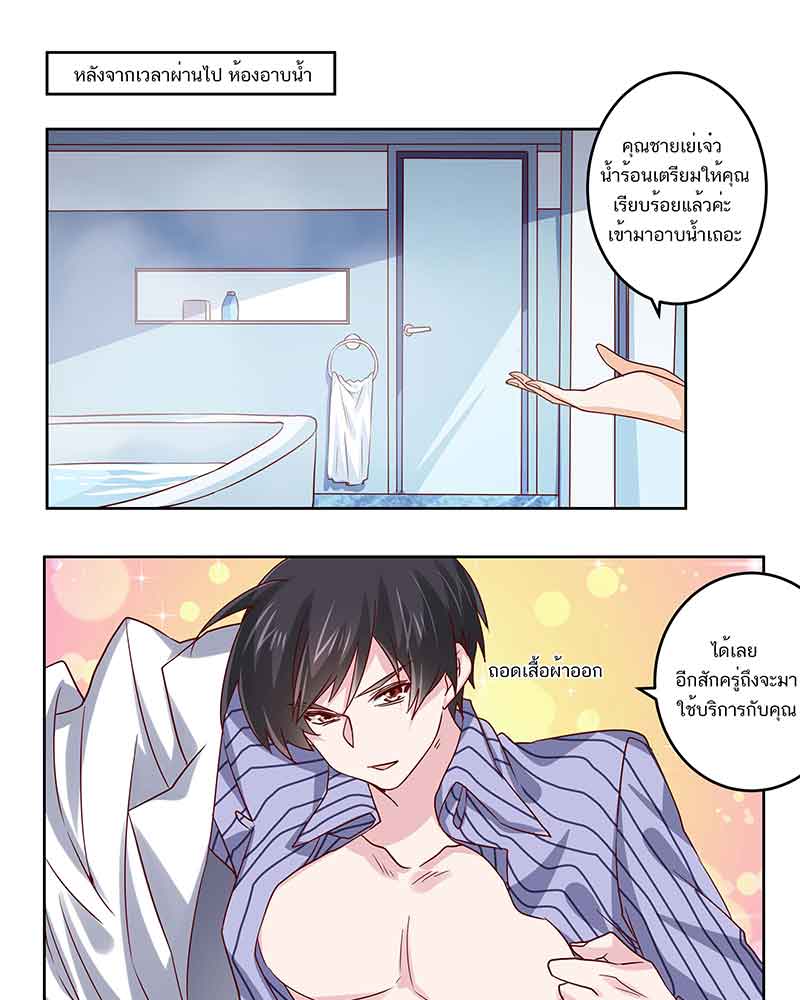 หลังจากเวลาผ่านไป ห้องอาบน้ำ
คุณชายเย่เจ๋ว
น้ำร้อนเตรียมให้คุณ
เรียบร้อยแล้วค่ะ
เข้ามาอาบน้ำเถอะ
ถอดเสื้อผ้าออก
ได้เลย
อีกสักครู่ถึงจะมา
ใช้บริการกับคุณ